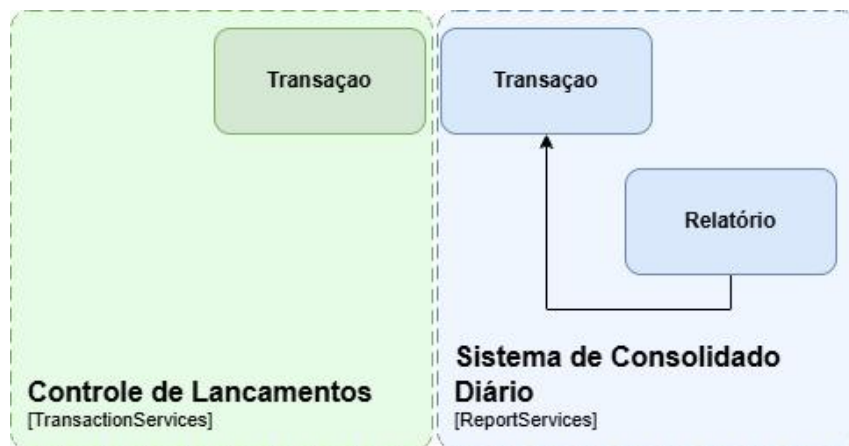 Transaçao
Transaçao
Relatório
Controle de Lancamentos
[TransactionServices]
Sistema de Consolidado
Diário
[ReportServices]